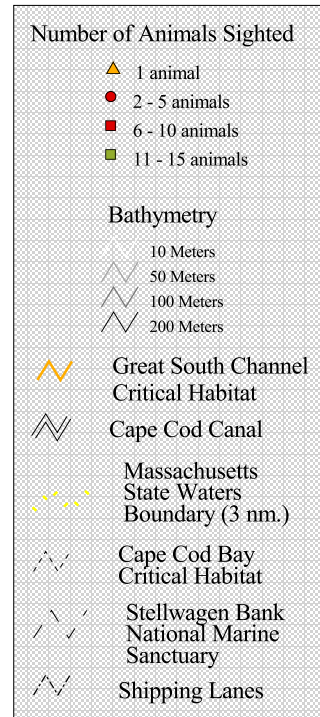 Number of Animals Sighted
1 animal
2 - 5 animals
6 - 10 animals
11 - 15 animals
Bathymetry
10 Meters
50 Meters
100 Meters
200 Meters
Great South Channel
Critical Habitat
Cape Cod Canal
Massachusetts
State Waters
Boundary (3 nm.)
Cape Cod Bay
Critical Habitat
Stellwagen Bank
National Marine
Sanctuary
Shipping Lanes